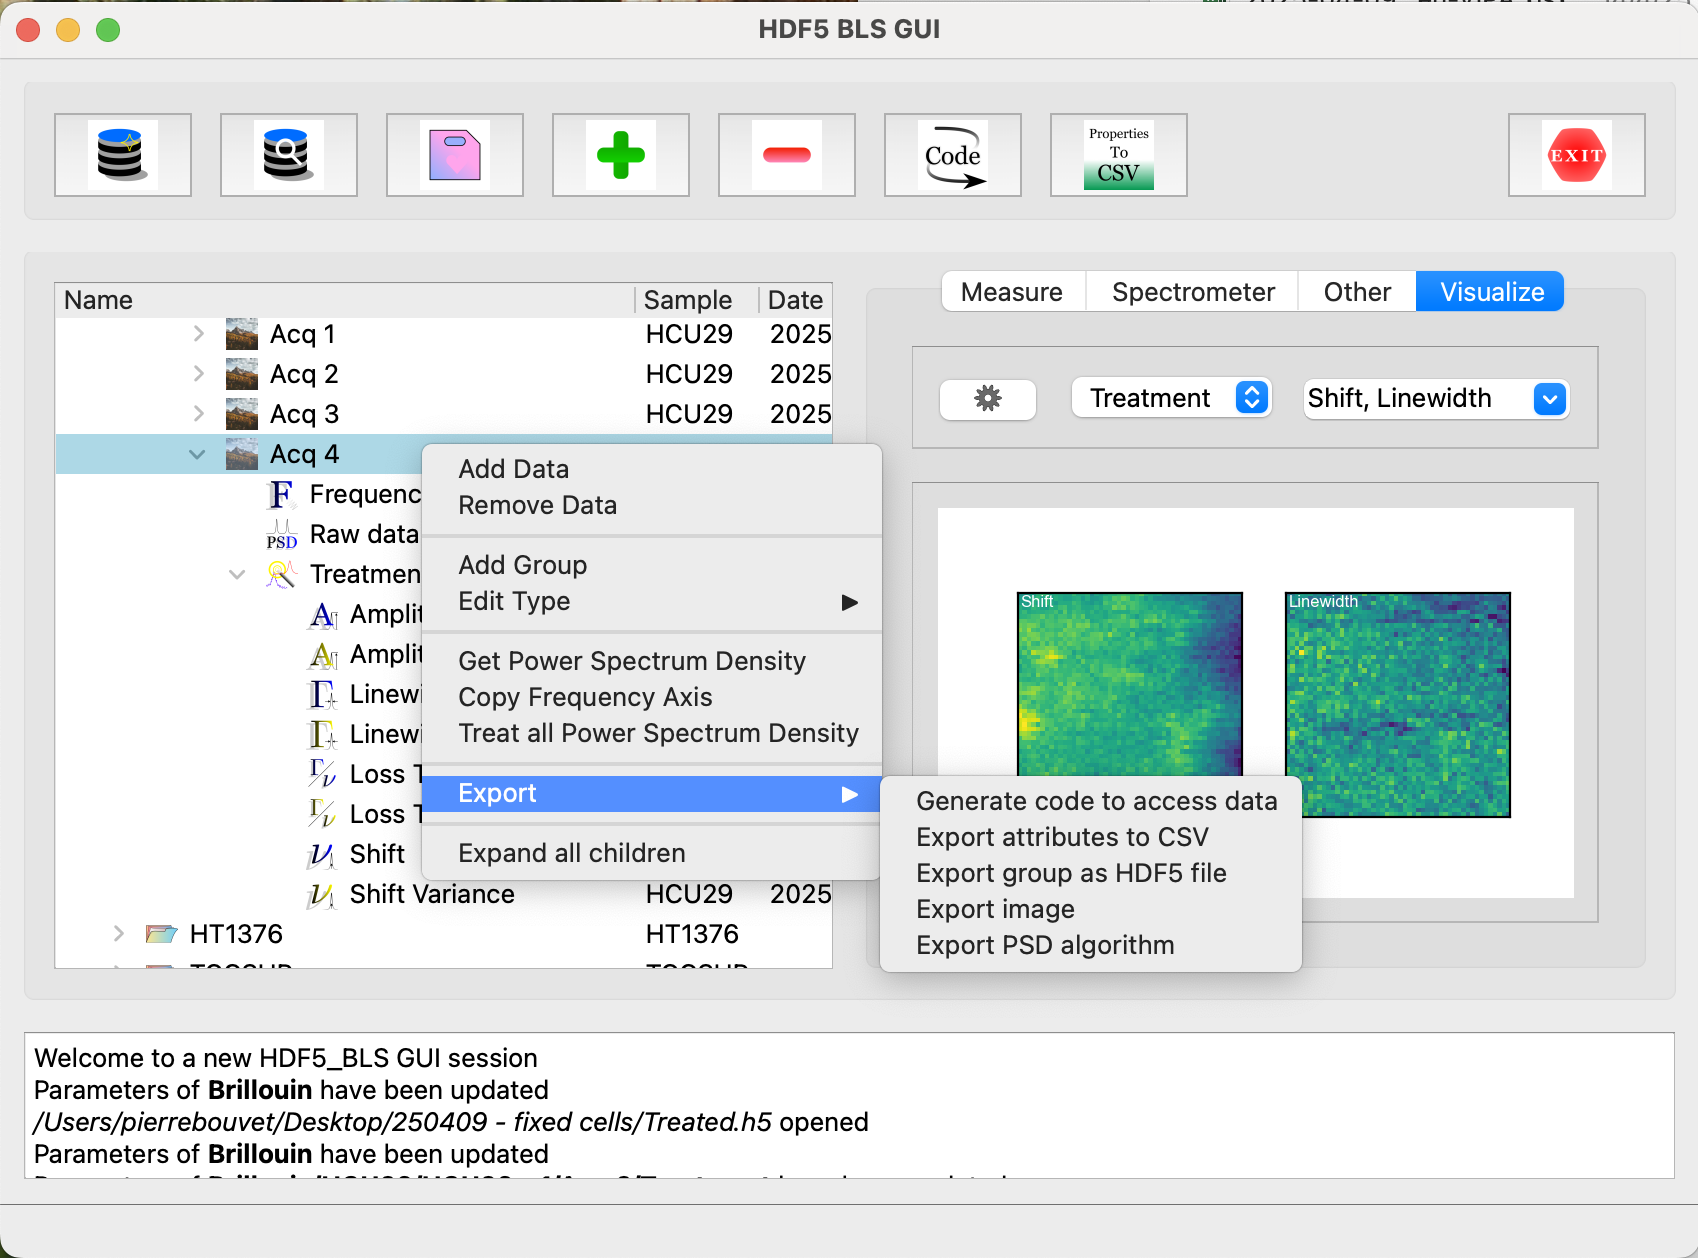 HDF5 BLS GUI
Code
Properties
To
CSV
EXIT
Name Sample Date
Acq 1 HCU29 2025
Acq 2 HCU29 2025
Acq 3 HCU29 2025
Acq 4
F Frequenc
PSD Raw data
Treatmen
A Amplit
A Amplit
Γ Linewi
Γ Linewi
Γ/ν Loss T
Γ/ν Loss T
ν Shift
ν Shift Variance HCU29 2025
HT1376 HT1376
Add Data
Remove Data
Add Group
Edit Type
Get Power Spectrum Density
Copy Frequency Axis
Treat all Power Spectrum Density
Export
Expand all children
Generate code to access data
Export attributes to CSV
Export group as HDF5 file
Export image
Export PSD algorithm
Measure Spectrometer Other Visualize
Treatment Shift, Linewidth
Shift Linewidth
Welcome to a new HDF5_BLS GUI session
Parameters of Brillouin have been updated
/Users/pierrebouvet/Desktop/250409 - fixed cells/Treated.h5 opened
Parameters of Brillouin have been updated